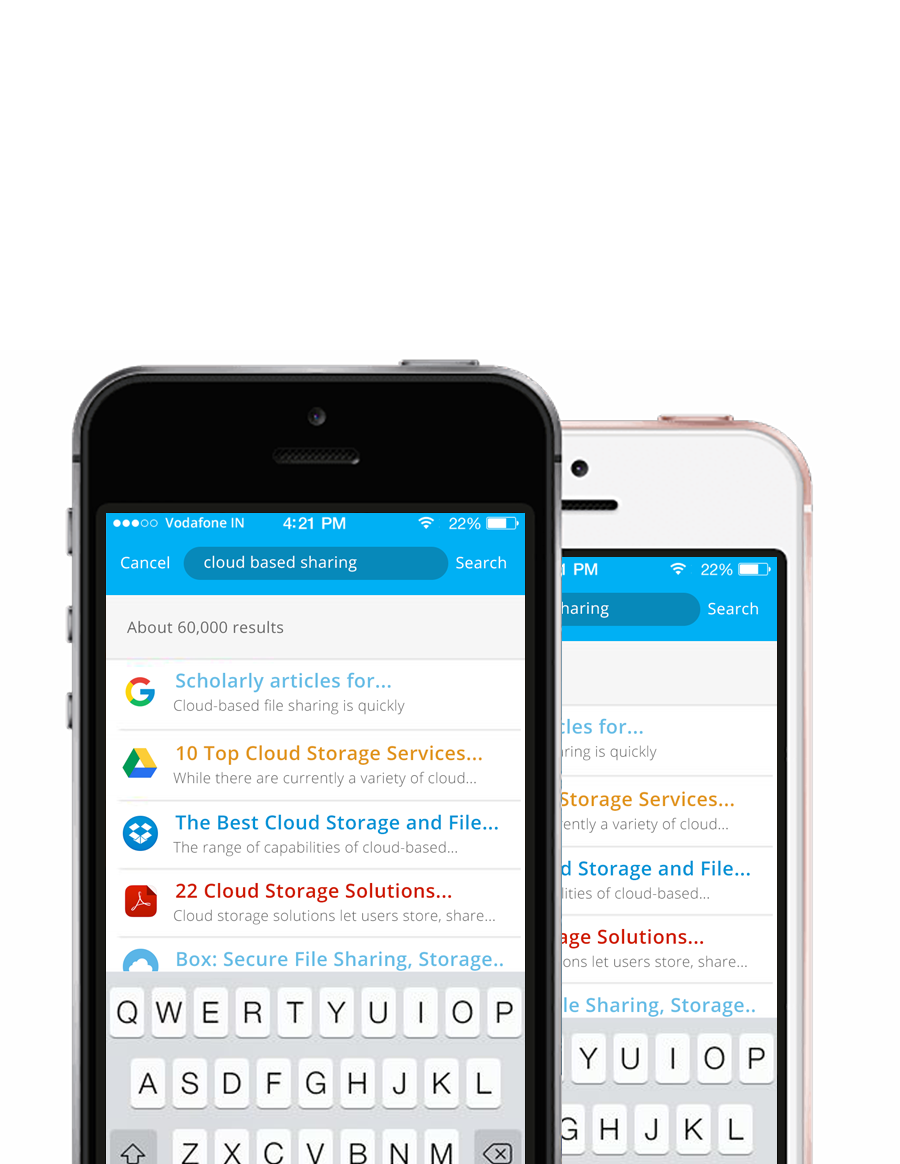 Vodafone IN 4:21 PM 22%
Cancel cloud based sharing Search
About 60,000 results
Scholarly articles for...
Cloud-based file sharing is quickly
10 Top Cloud Storage Services...
While there are currently a variety of cloud...
The Best Cloud Storage and File...
The range of capabilities of cloud-based...
22 Cloud Storage Solutions...
Cloud storage solutions let users store, share...
Box: Secure File Sharing, Storage..
Q W E R T Y U I O P
A S D F G H J K L
Z X C V B N M
PM 22%
haring Search
les for...
ring is quickly
Storage Services...
ently a variety of cloud...
d Storage and File...
lities of cloud-based...
age Solutions...
ons let users store, share...
le Sharing, Storage..
Y U I O P
G H J K L